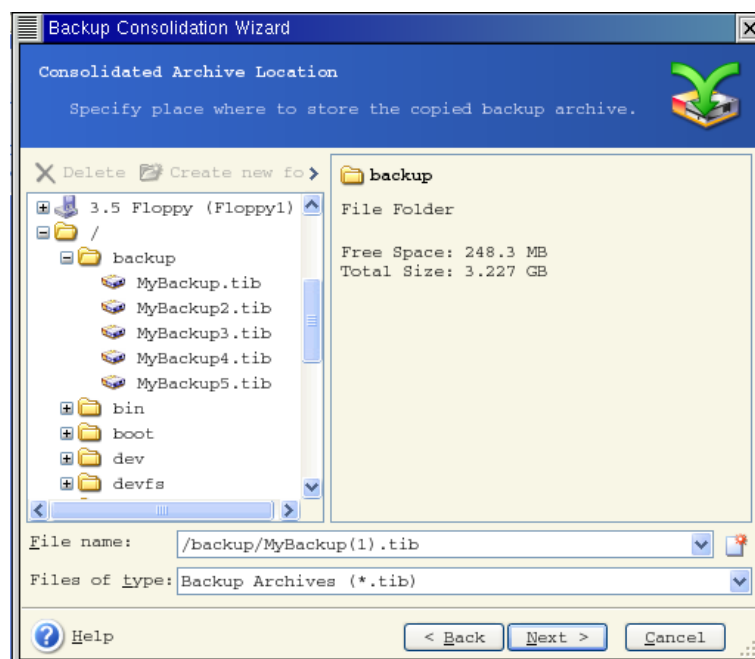 Backup Consolidation Wizard
Consolidated Archive Location
Specify place where to store the copied backup archive.
Delete Create new fo
3.5 Floppy (Floppy1)
/
backup
MyBackup.tib
MyBackup2.tib
MyBackup3.tib
MyBackup4.tib
MyBackup5.tib
bin
boot
dev
devfs
backup
File Folder
Free Space: 248.3 MB
Total Size: 3.227 GB
File name: /backup/MyBackup(1).tib
Files of type: Backup Archives (*.tib)
Help < Back Next > Cancel